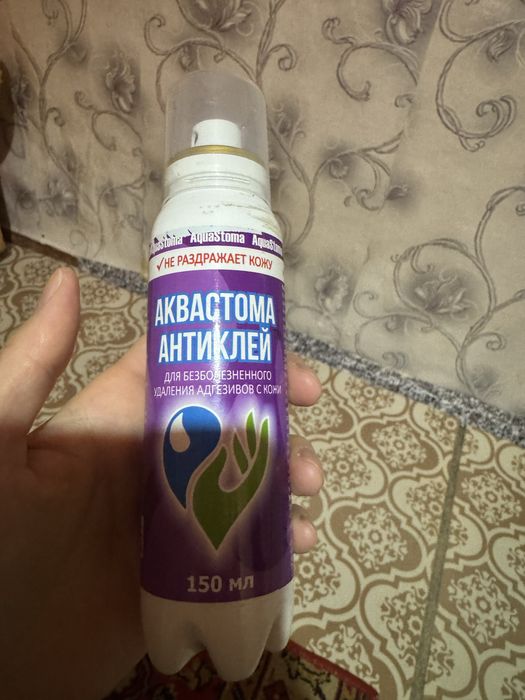 AquaStoma AquaStoma AquaStoma
✓НЕ РАЗДРАЖАЕТ КОЖУ
АКВАСТОМА
АНТИКЛЕЙ
ДЛЯ БЕЗБОЛЕЗНЕННОГО
УДАЛЕНИЯ АДГЕЗИВОВ С КОЖИ
150 мл